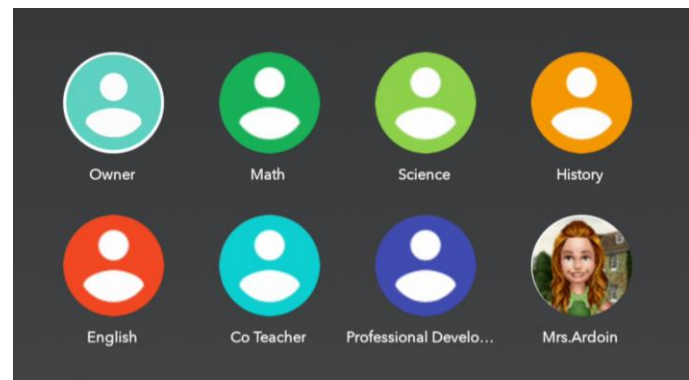 Owner
Math
Science
History
English
Co Teacher
Professional Develo...
Mrs.Ardoin